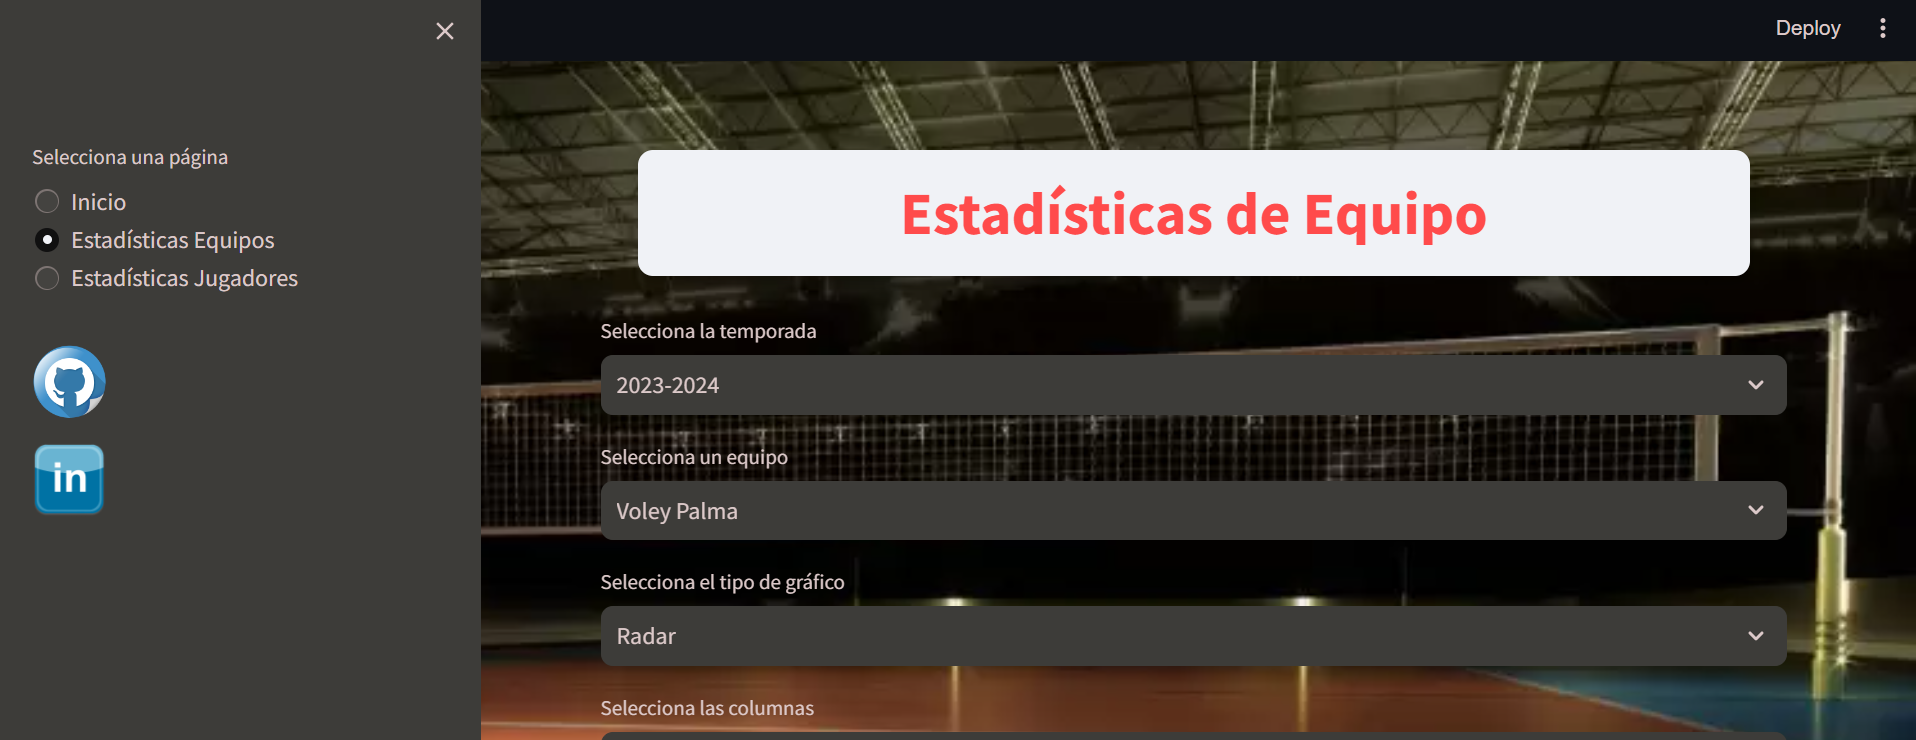 Deploy
Selecciona una página
Inicio
Estadísticas Equipos
Estadísticas Jugadores
in
Estadísticas de Equipo
Selecciona la temporada
2023-2024
Selecciona un equipo
Voley Palma
Selecciona el tipo de gráfico
Radar
Selecciona las columnas